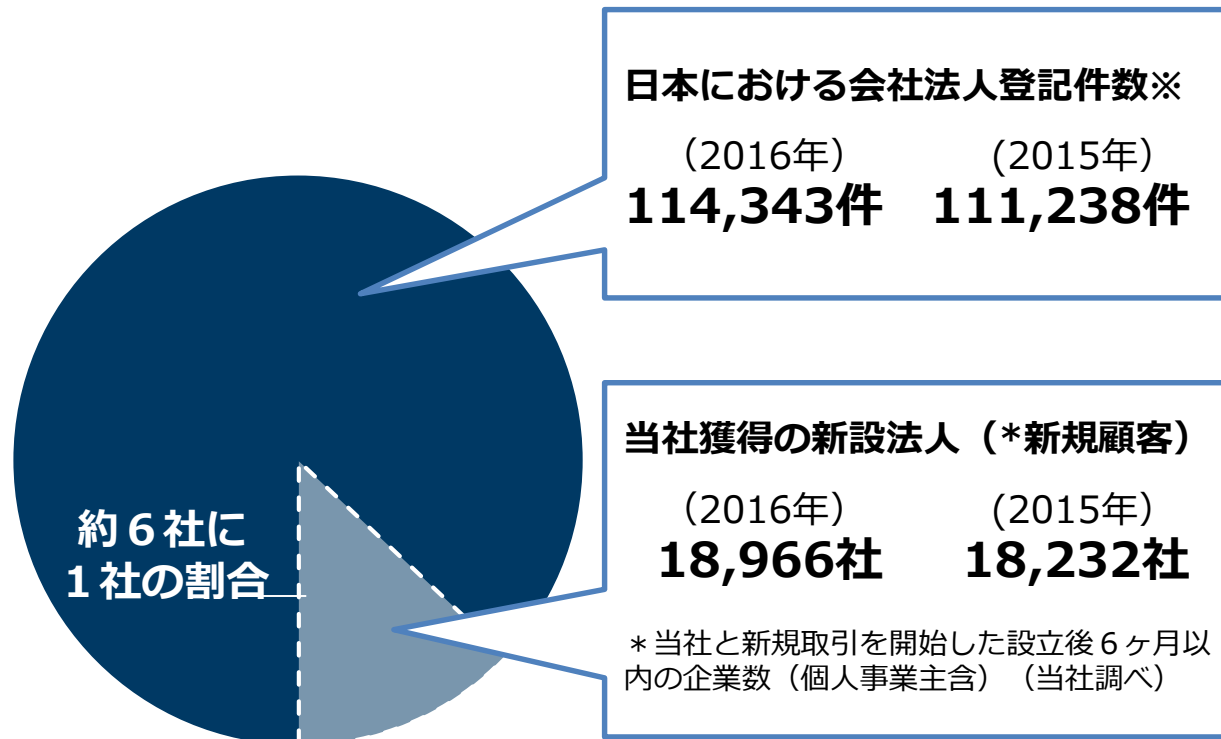 日本における会社法人登記件数※
（2016年） (2015年)
114,343件 111,238件
当社獲得の新設法人（*新規顧客）
（2016年） (2015年)
18,966社 18,232社
＊当社と新規取引を開始した設立後６ヶ月以
内の企業数（個人事業主含）（当社調べ）
約６社に
１社の割合